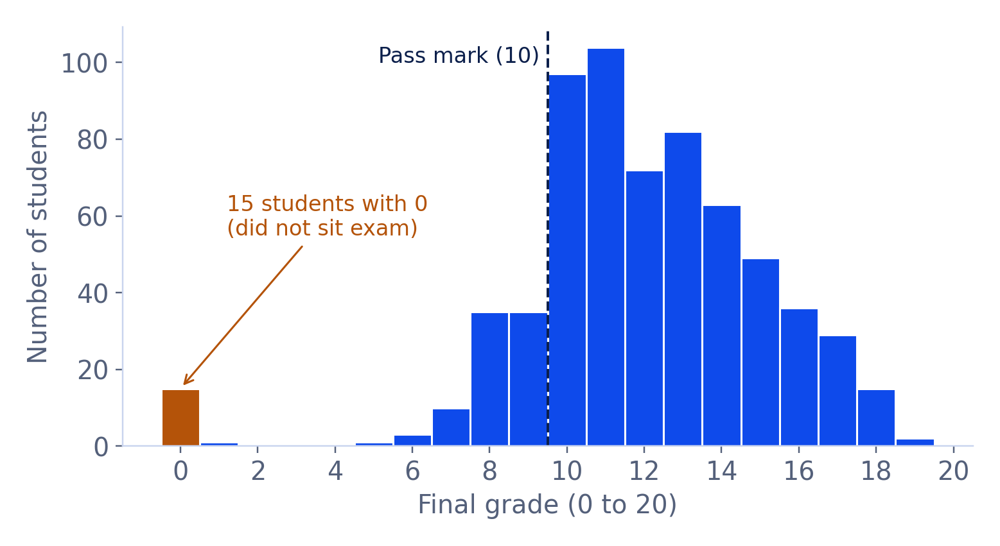 Pass mark (10)
15 students with 0
(did not sit exam)
Number of students
100
80
60
40
20
0
0 2 4 6 8 10 12 14 16 18 20
Final grade (0 to 20)